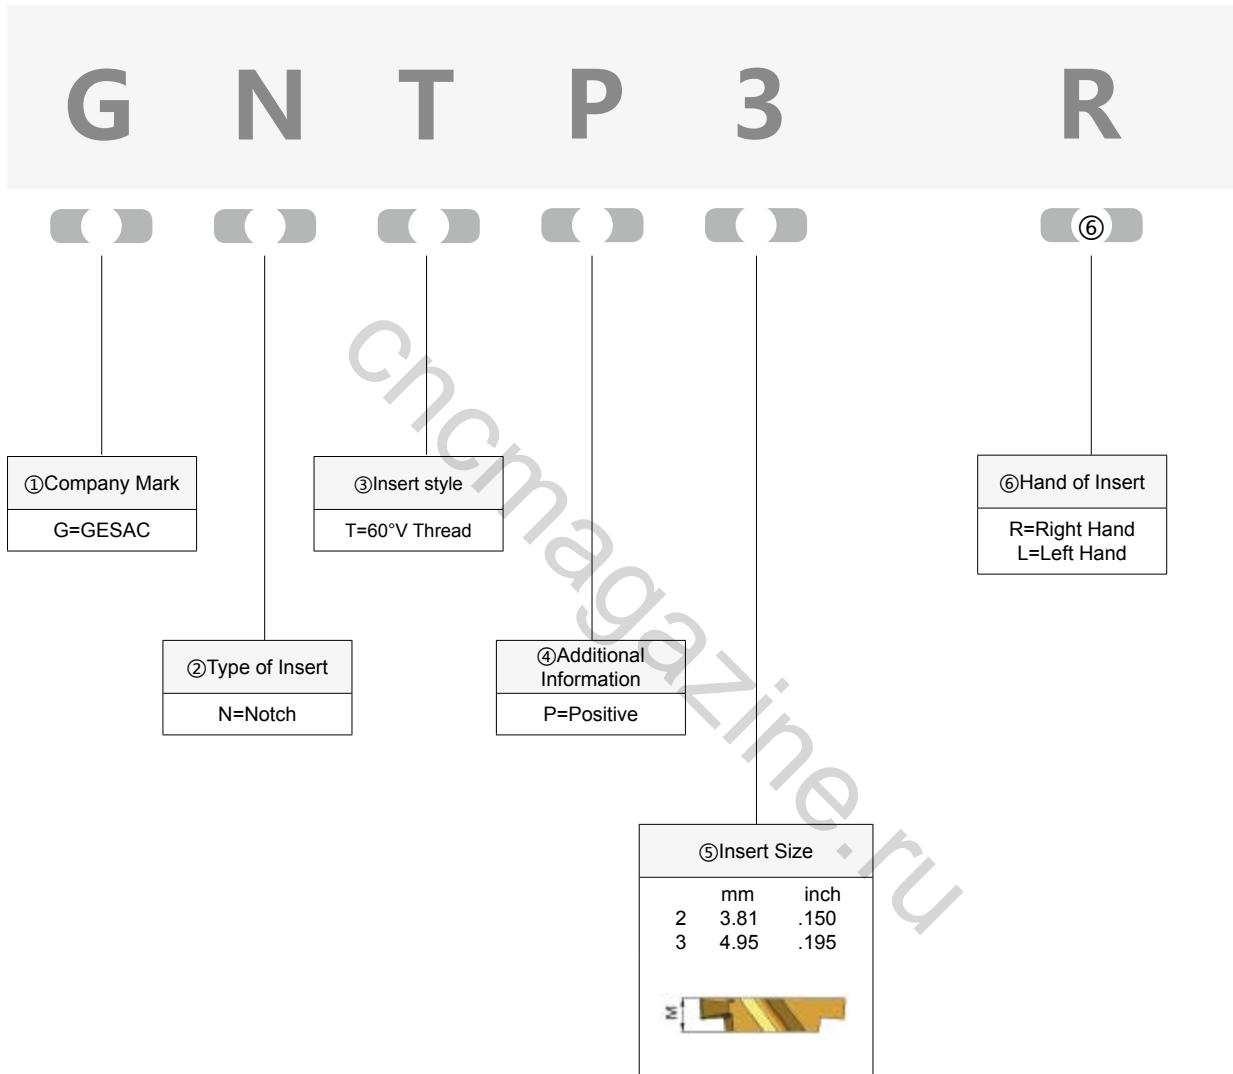 G N T P 3 R
⑥
①Company Mark
G=GESAC
③Insert style
T=60°V Thread
⑥Hand of Insert
R=Right Hand
L=Left Hand
②Type of Insert
N=Notch
④Additional
Information
P=Positive
⑤Insert Size
mm inch
2 3.81 .150
3 4.95 .195
M
cncmagazine.ru